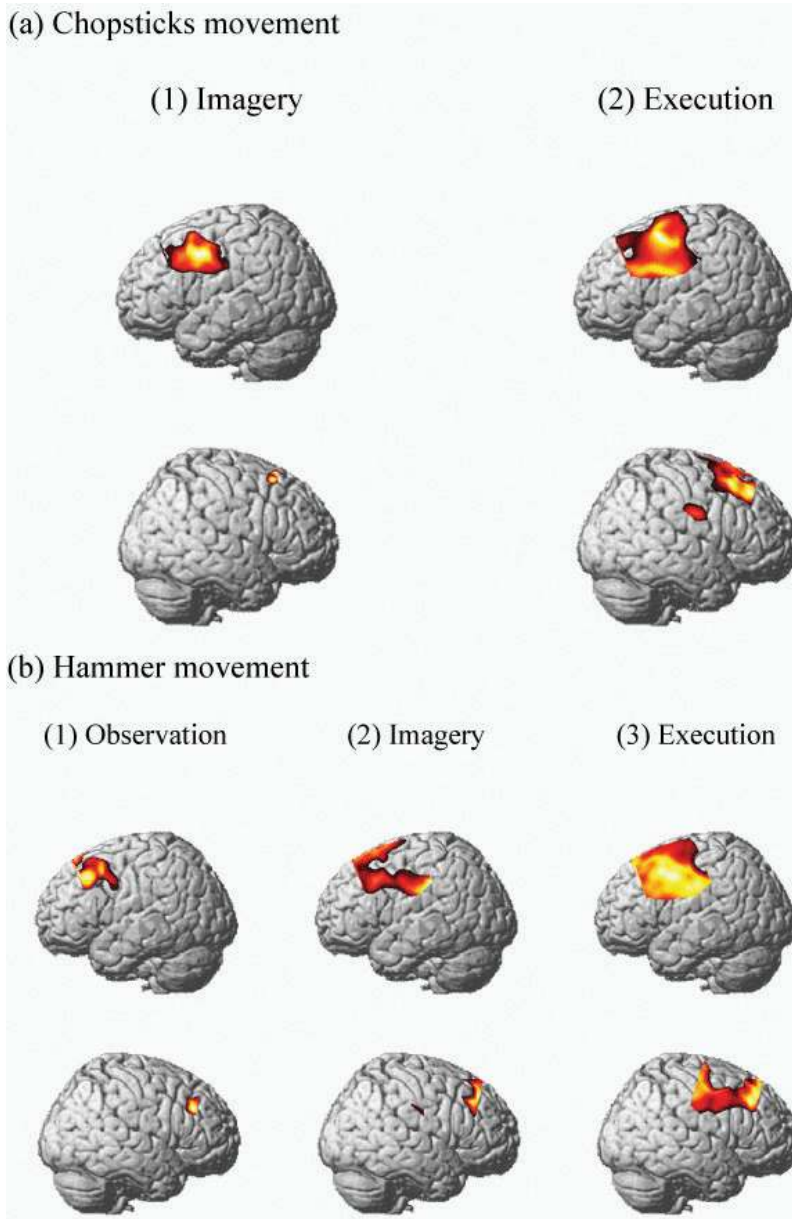 (a) Chopsticks movement
(1) Imagery
(2) Execution
(b) Hammer movement
(1) Observation
(2) Imagery
(3) Execution